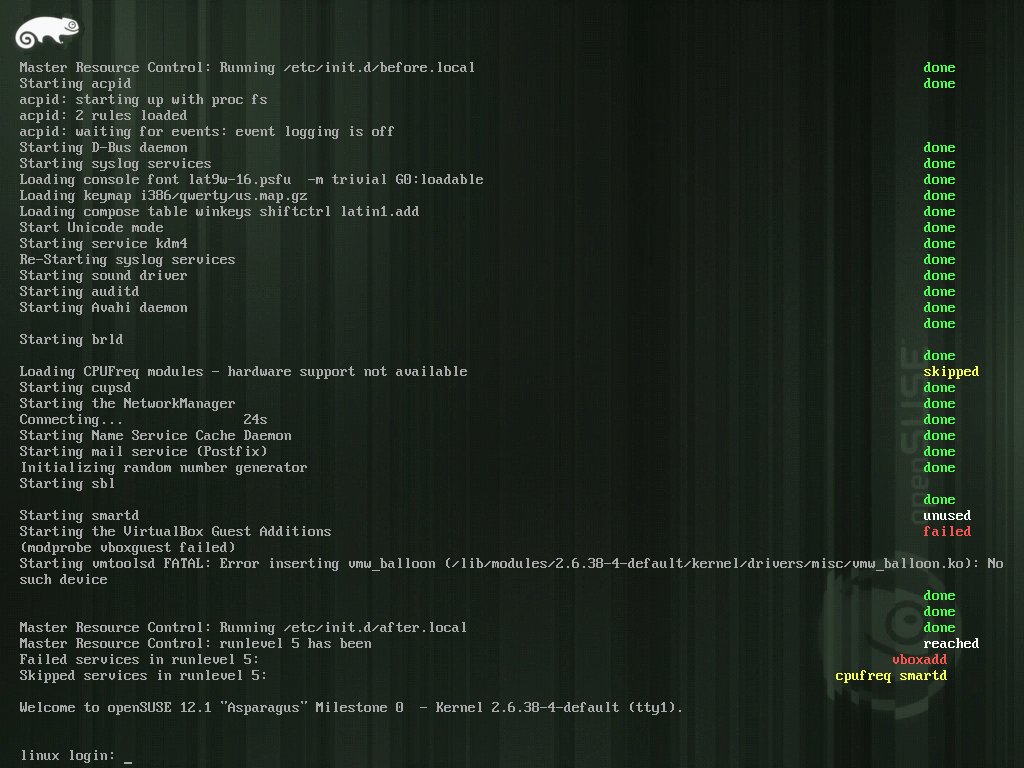 Master Resource Control: Running /etc/init.d/before.local done
Starting acpid done
acpid: starting up with proc fs
acpid: 2 rules loaded
acpid: waiting for events: event logging is off
Starting D-Bus daemon done
Starting syslog services done
Loading console font lat9w-16.psfu  -m trivial G0:loadable done
Loading keymap i386/qwerty/us.map.gz done
Loading compose table winkeys shiftctrl latin1.add done
Start Unicode mode done
Starting service kdm4 done
Re-Starting syslog services done
Starting sound driver done
Starting auditd done
Starting Avahi daemon done
done
Starting brld
done
Loading CPUFreq modules - hardware support not available skipped
Starting cupsd done
Starting the NetworkManager done
Connecting... 24s done
Starting Name Service Cache Daemon done
Starting mail service (Postfix) done
Initializing random number generator done
Starting sbl
done
Starting smartd unused
Starting the VirtualBox Guest Additions failed
(modprobe vboxguest failed)
Starting vmtoolsd FATAL: Error inserting vmw_balloon (/lib/modules/2.6.38-4-default/kernel/drivers/misc/vmw_balloon.ko): No
such device
done
done
Master Resource Control: Running /etc/init.d/after.local done
Master Resource Control: runlevel 5 has been reached
Failed services in runlevel 5: vboxadd
Skipped services in runlevel 5: cpufreq smartd
Welcome to openSUSE 12.1 "Asparagus" Milestone 0  - Kernel 2.6.38-4-default (tty1).
linux login: _
openSUSE